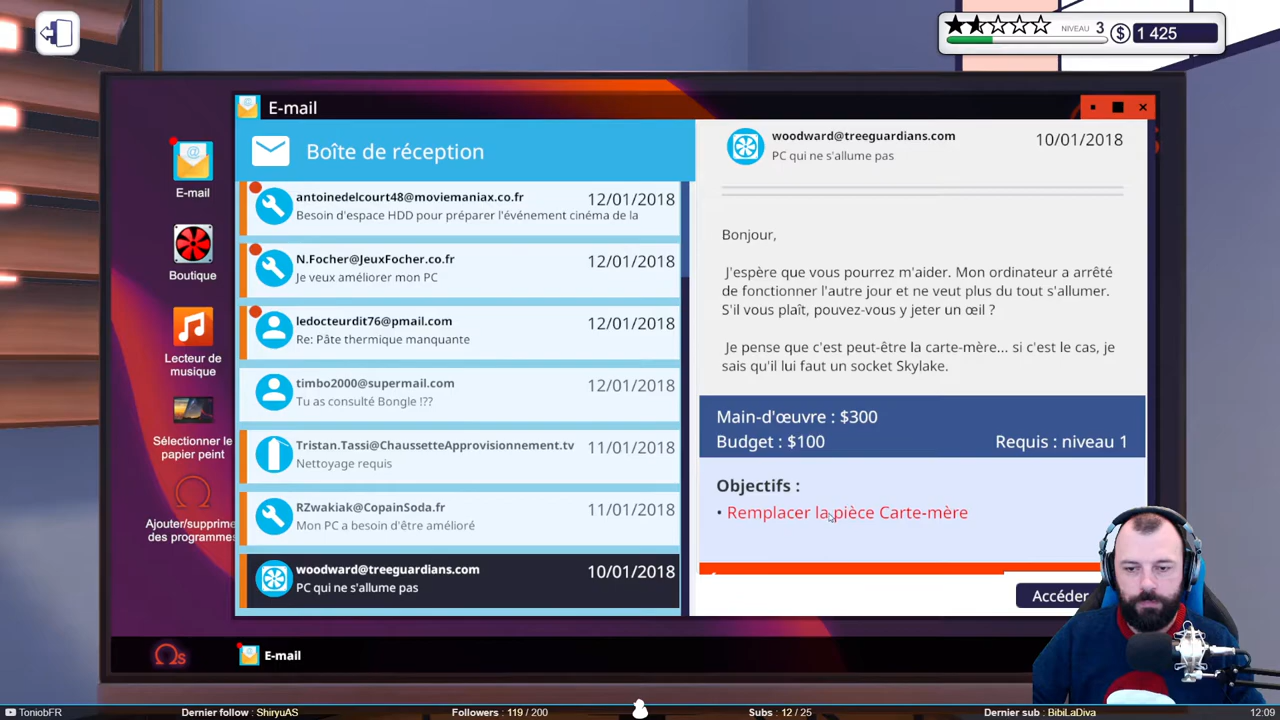 NIVEAU 3
$ 1 425
E-mail
Boîte de réception
E-mail
Boutique
Lecteur de
musique
Sélectionner le
papier peint
Ajouter/supprime
des programmes
antoinedelcourt48@moviemaniax.co.fr 12/01/2018
Besoin d'espace HDD pour préparer l'événement cinéma de la
N.Focher@JeuxFocher.co.fr 12/01/2018
Je veux améliorer mon PC
ledocteurdit76@pmail.com 12/01/2018
Re: Pâte thermique manquante
timbo2000@supermail.com 12/01/2018
Tu as consulté Bongle !??
Tristan.Tassi@ChaussetteApprovisionnement.tv 11/01/2018
Nettoyage requis
RZwakiak@CopainSoda.fr 11/01/2018
Mon PC a besoin d'être amélioré
woodward@treeguardians.com 10/01/2018
PC qui ne s'allume pas
woodward@treeguardians.com 10/01/2018
PC qui ne s'allume pas
Bonjour,
J'espère que vous pourrez m'aider. Mon ordinateur a arrêté
de fonctionner l'autre jour et ne veut plus du tout s'allumer.
S'il vous plaît, pouvez-vous y jeter un œil ?
Je pense que c'est peut-être la carte-mère... si c'est le cas, je
sais qu'il lui faut un socket Skylake.
Main-d'œuvre : $300
Budget : $100 Requis : niveau 1
Objectifs :
• Remplacer la pièce Carte-mère
Accéder
Ωs E-mail
ToniobFR Dernier follow : ShiryuAS Followers : 119 / 200 Subs : 12 / 25 Dernier sub : BibiLaDiva 12:09